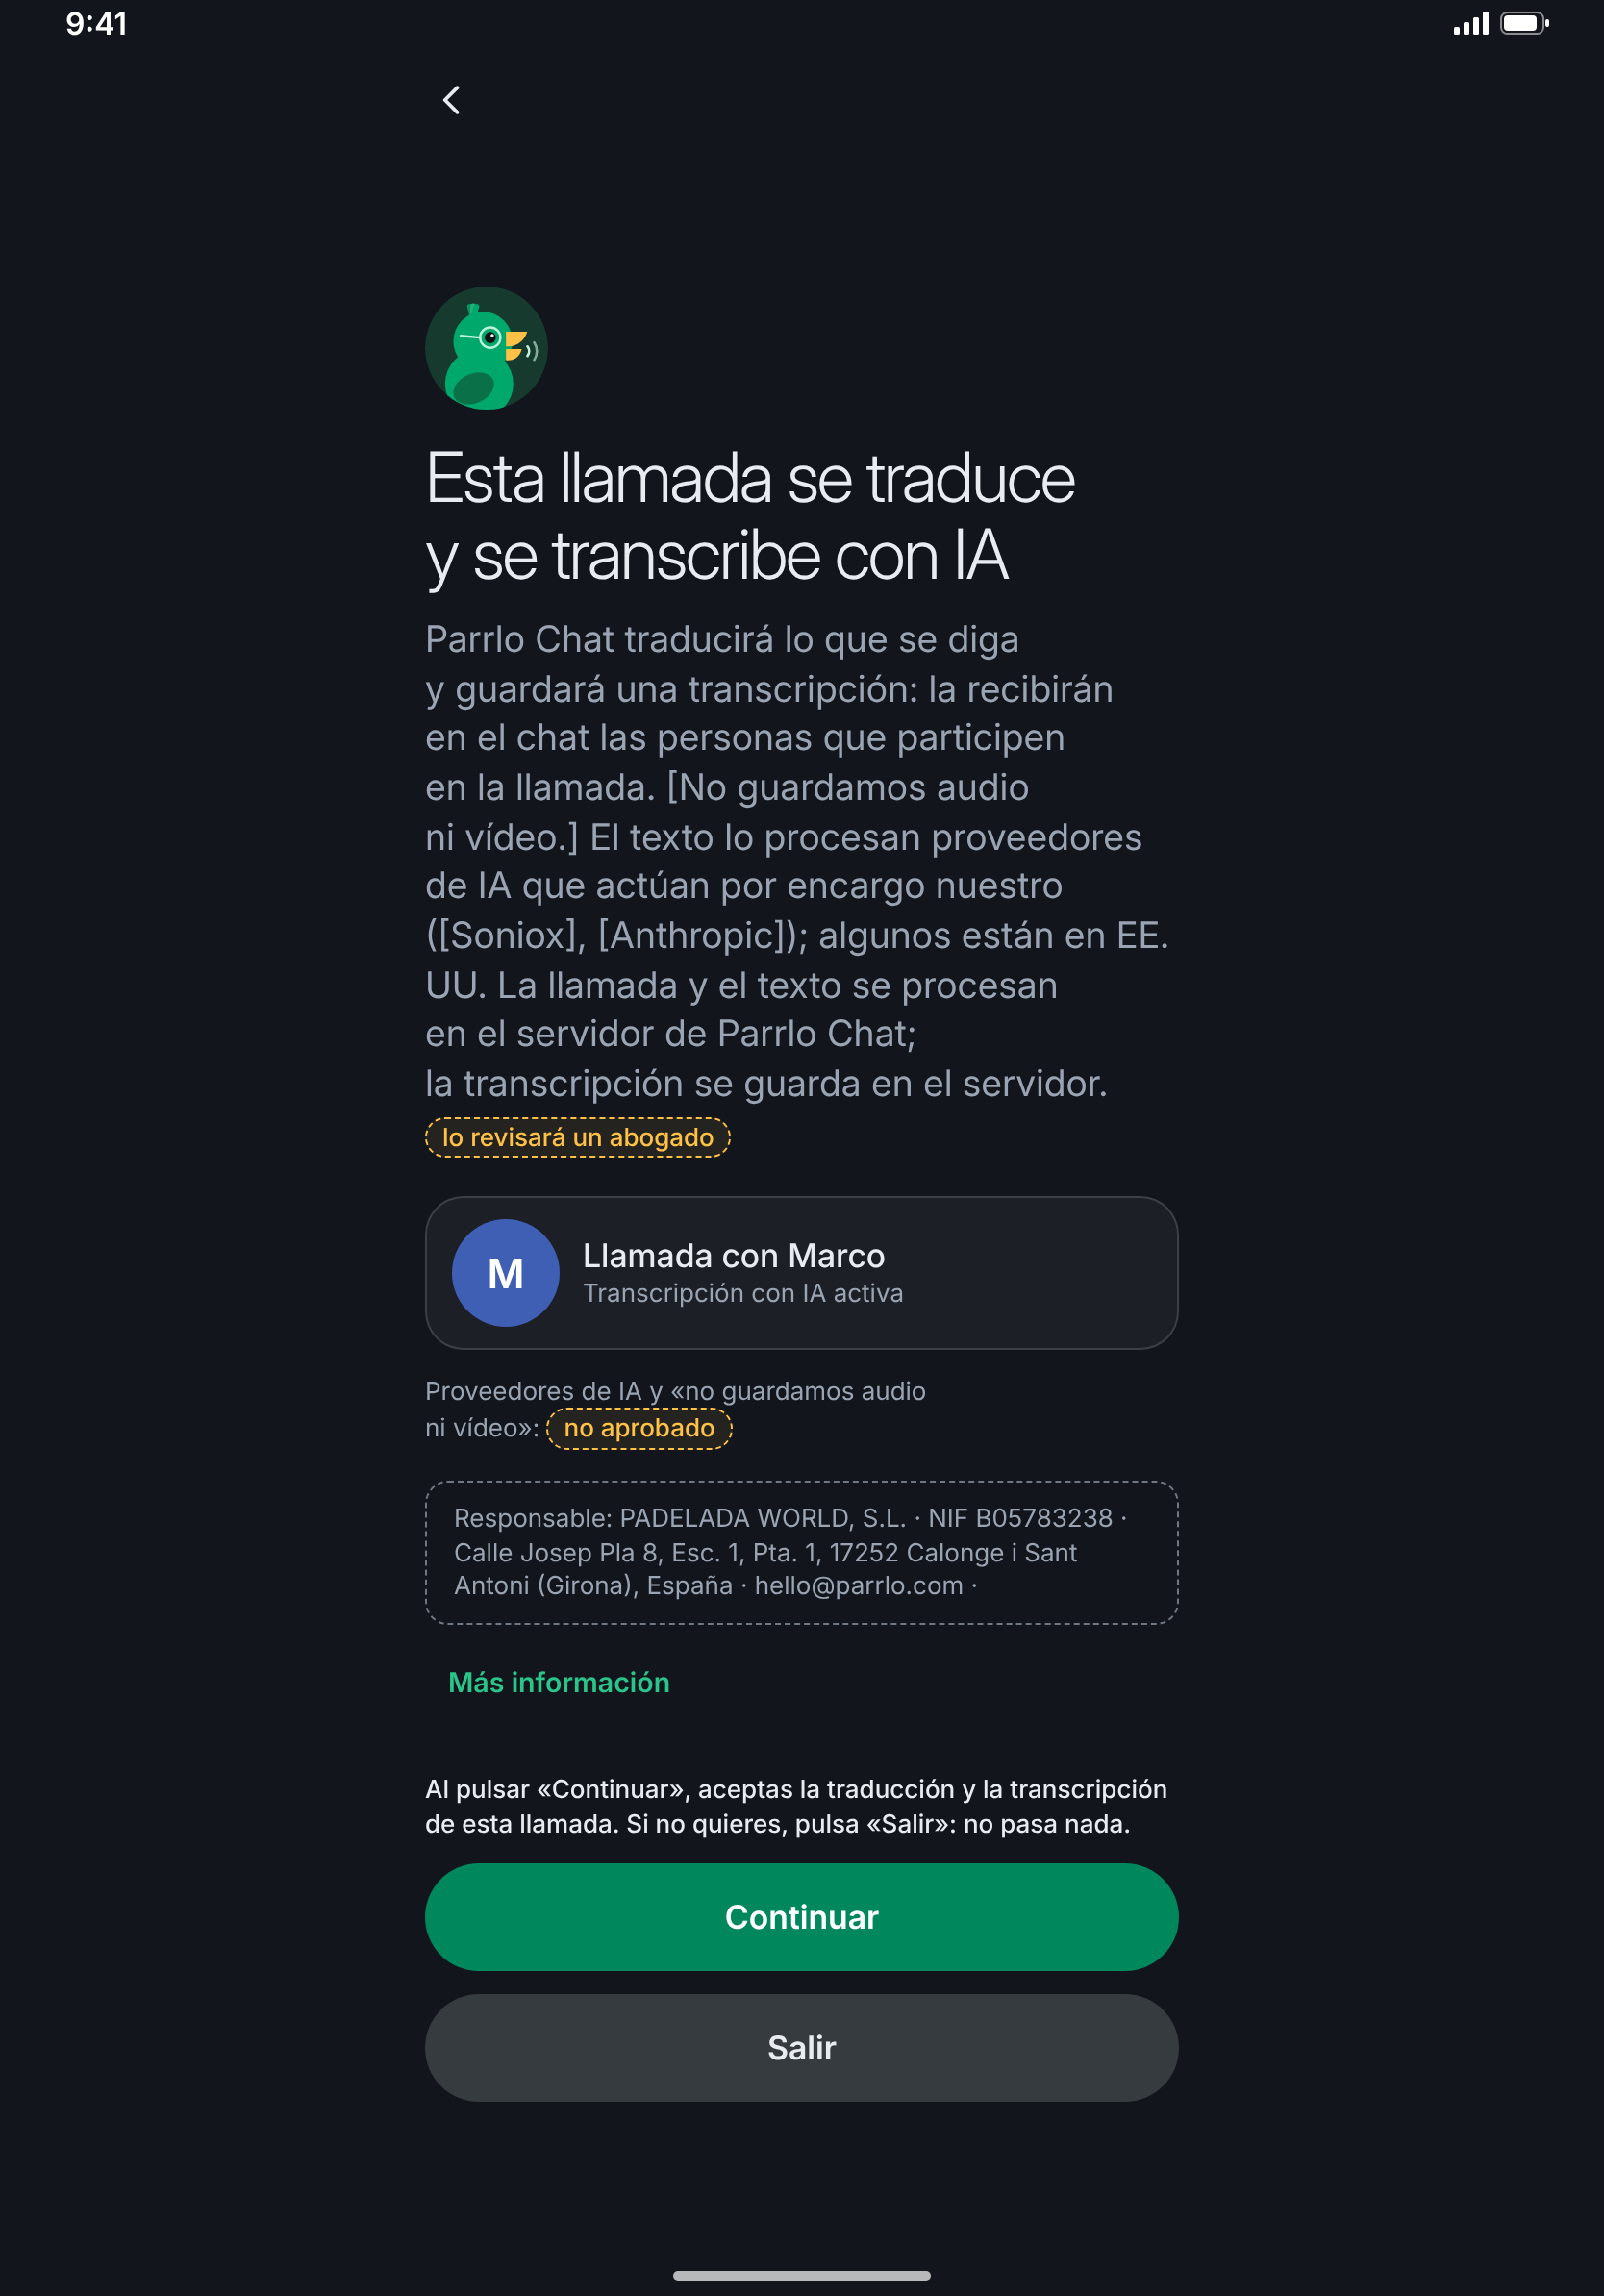 9:41
Esta llamada se traduce
y se transcribe con IA
Parrlo Chat traducirá lo que se diga
y guardará una transcripción: la recibirán
en el chat las personas que participen
en la llamada. [No guardamos audio
ni vídeo.] El texto lo procesan proveedores
de IA que actúan por encargo nuestro
([Soniox], [Anthropic]); algunos están en EE.
UU. La llamada y el texto se procesan
en el servidor de Parrlo Chat;
la transcripción se guarda en el servidor.
lo revisará un abogado
M
Llamada con Marco
Transcripción con IA activa
Proveedores de IA y «no guardamos audio
ni vídeo»: no aprobado
Responsable: PADELADA WORLD, S.L. · NIF B05783238 ·
Calle Josep Pla 8, Esc. 1, Pta. 1, 17252 Calonge i Sant
Antoni (Girona), España · hello@parrlo.com ·
Más información
Al pulsar «Continuar», aceptas la traducción y la transcripción
de esta llamada. Si no quieres, pulsa «Salir»: no pasa nada.
Continuar
Salir